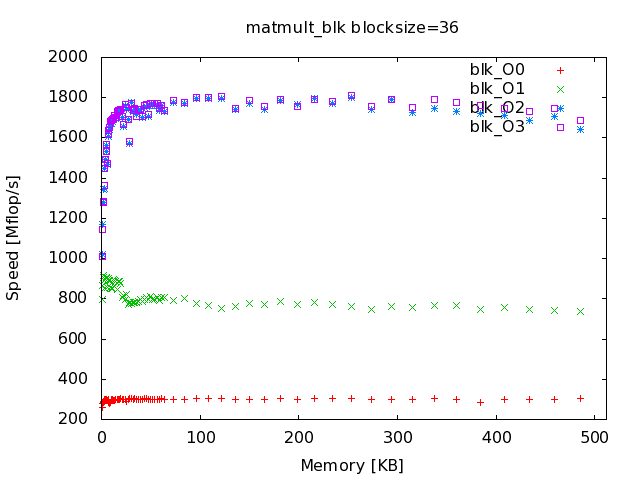 matmult_blk blocksize=36
2000
1800
1600
1400
1200
1000
800
600
400
200
Speed [Mflop/s]
blk_O0
blk_O1
blk_O2
blk_O3
0 100 200 300 400 500
Memory [KB]